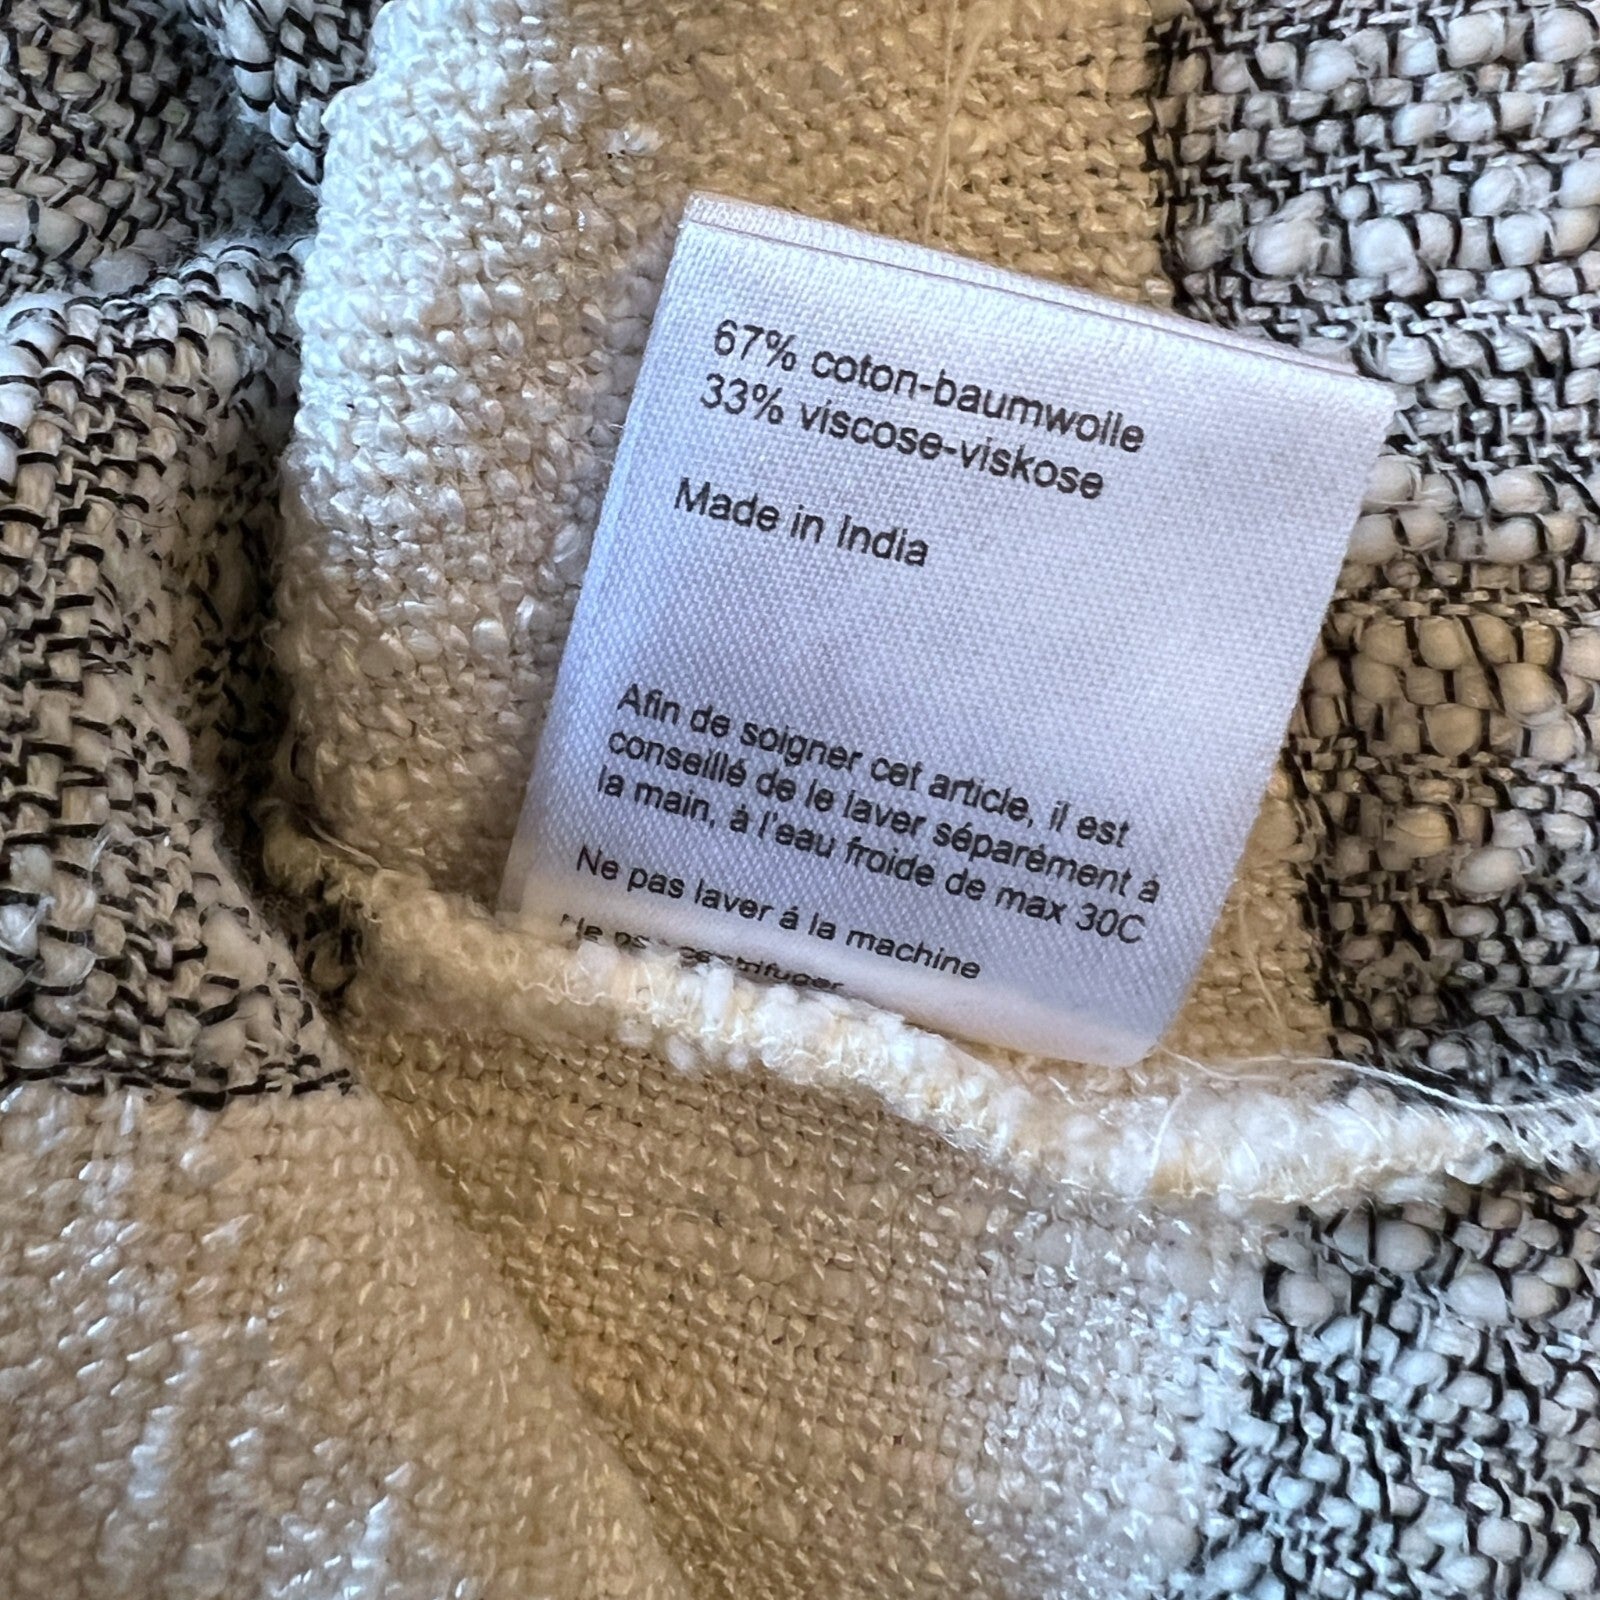 67% coton-baumwolle
33% viscose-viskose
Made in India
Afin de soigner cet article, il est
conseillé de le laver séparément á
la main, à l'eau froide de max 30C
Ne pas laver á la machine